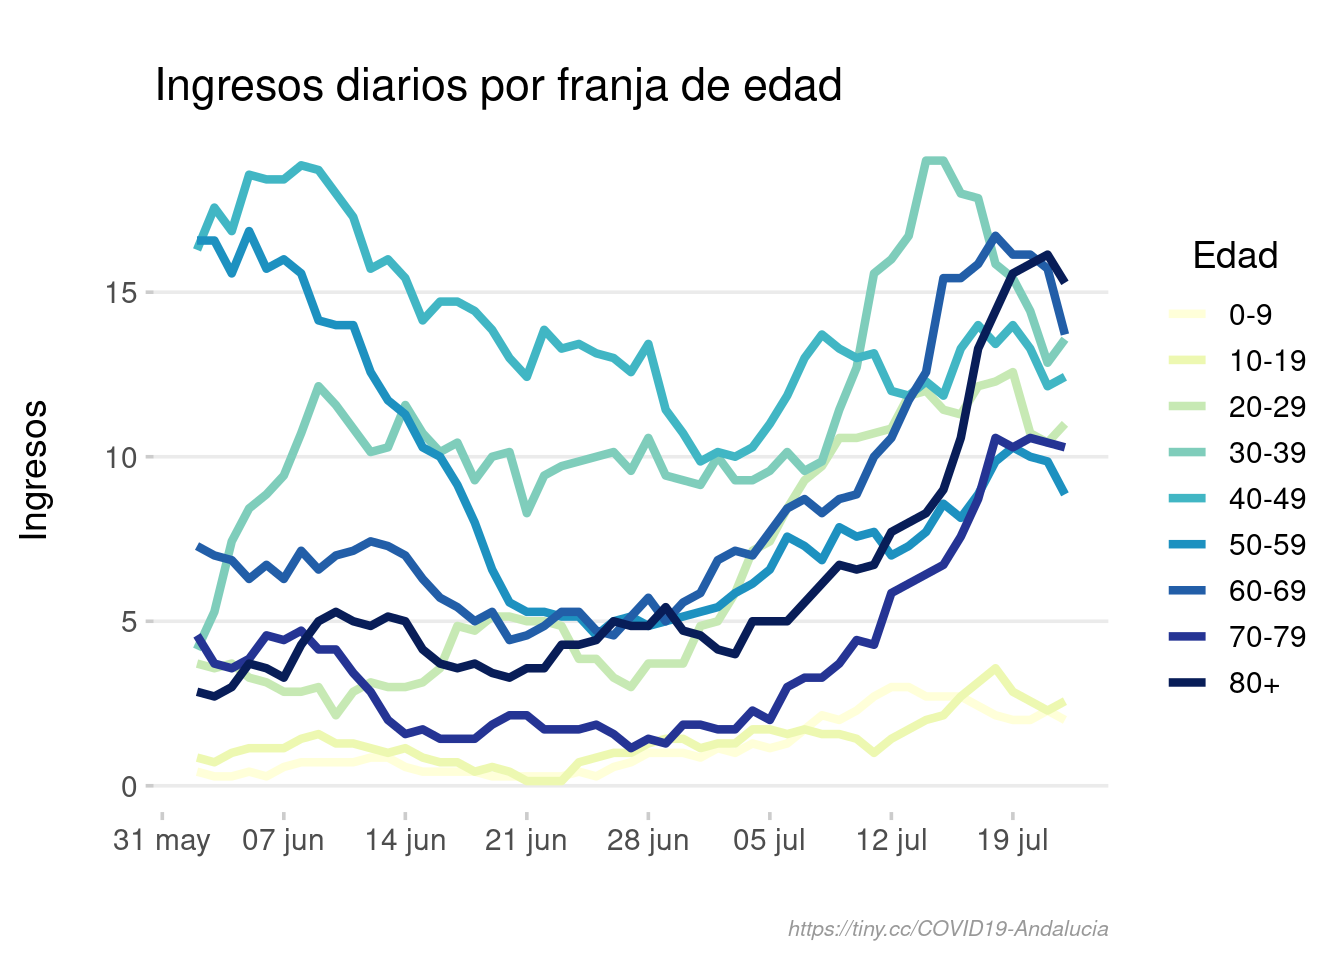 Ingresos diarios por franja de edad
Ingresos
15
10
5
0
31 may
07 jun
14 jun
21 jun
28 jun
05 jul
12 jul
19 jul
Edad
0-9
10-19
20-29
30-39
40-49
50-59
60-69
70-79
80+
https://tiny.cc/COVID19-Andalucia